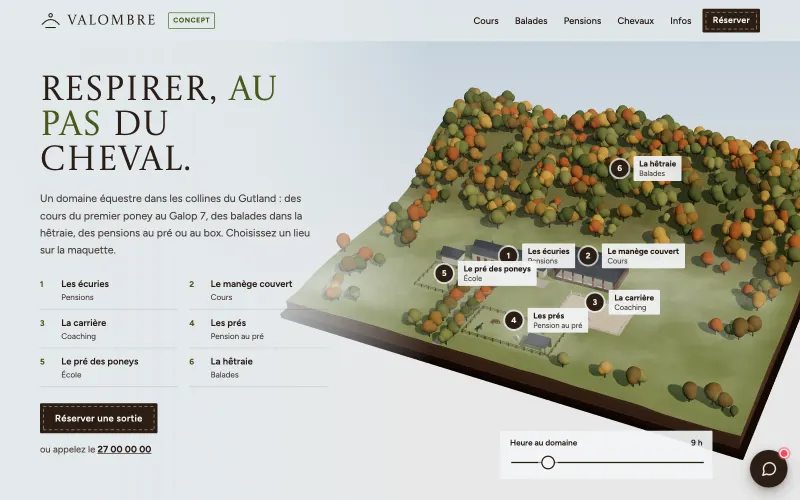 VALOMBRE
CONCEPT
Cours
Balades
Pensions
Chevaux
Infos
Réserver
RESPIRER, AU
PAS DU
CHEVAL.
Un domaine équestre dans les collines du Gutland : des
cours du premier poney au Galop 7, des balades dans la
hêtraie, des pensions au pré ou au box. Choisissez un lieu
sur la maquette.
1 Les écuries
Pensions
2 Le manège couvert
Cours
3 La carrière
Coaching
4 Les prés
Pension au pré
5 Le pré des poneys
École
6 La hêtraie
Balades
Réserver une sortie
ou appelez le 27 00 00 00
6 La hêtraie
Balades
1 Les écuries
Pensions
2 Le manège couvert
Cours
5 Le pré des poneys
École
3 La carrière
Coaching
4 Les prés
Pension au pré
Heure au domaine
9 h